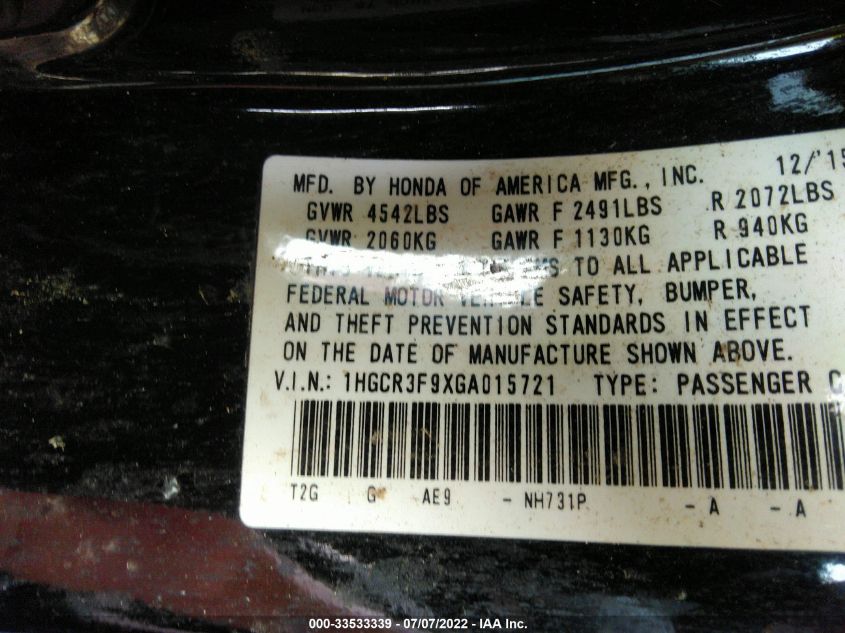 MFD. BY HONDA OF AMERICA MFG., INC. 12/'15
GVWR 4542LBS GAWR F 2491LBS R 2072LBS
GVWR 2060KG GAWR F 1130KG R 940KG
TO ALL APPLICABLE
FEDERAL MOTOR VEHICLE SAFETY, BUMPER,
AND THEFT PREVENTION STANDARDS IN EFFECT
ON THE DATE OF MANUFACTURE SHOWN ABOVE.
V.I.N.: 1HGCR3F9XGA015721 TYPE: PASSENGER C
T2G G AE9 - NH731P - A - A
000-33533339 - 07/07/2022 - IAA Inc.